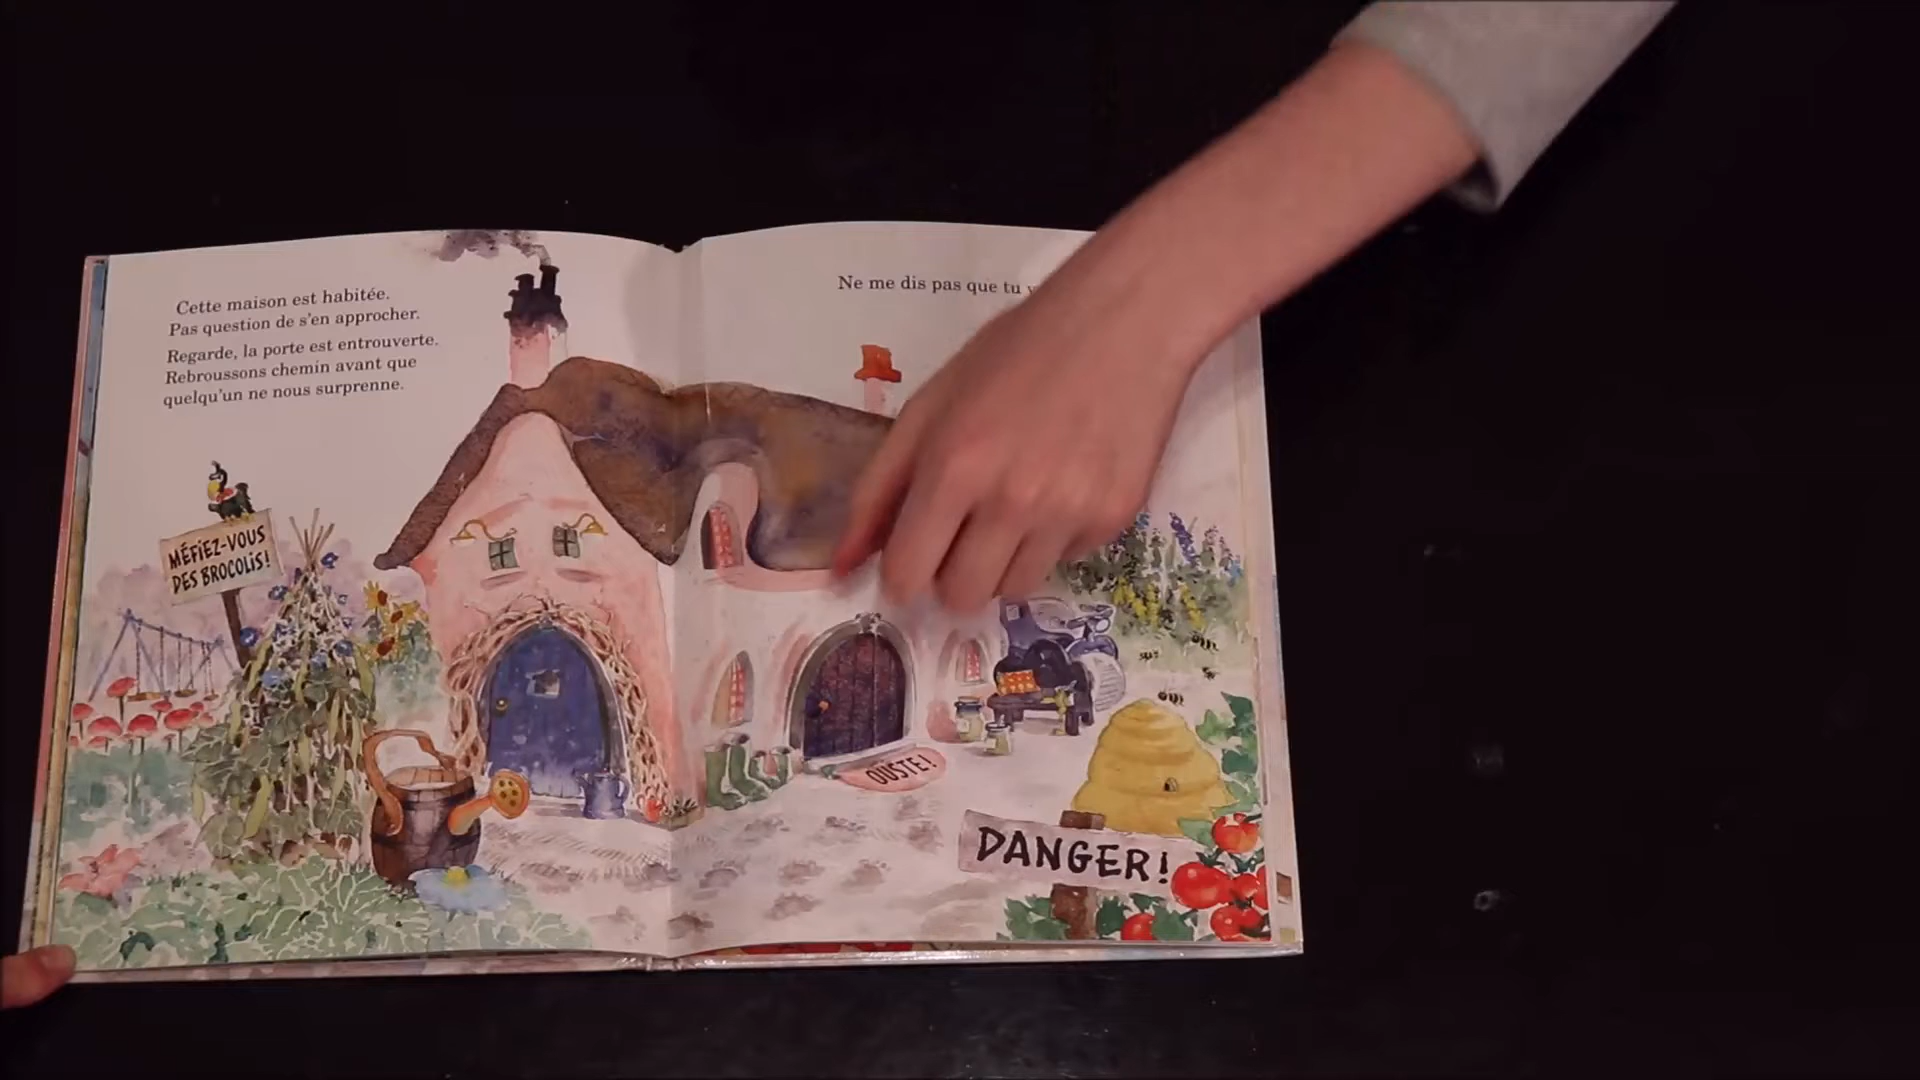 Cette maison est habitée.
Pas question de s'en approcher.
Regarde, la porte est entrouverte.
Rebroussons chemin avant que
quelqu'un ne nous surprenne.
Ne me dis pas que tu
MÉFIEZ-VOUS
DES BROCOLIS!
OUSTE!
DANGER!